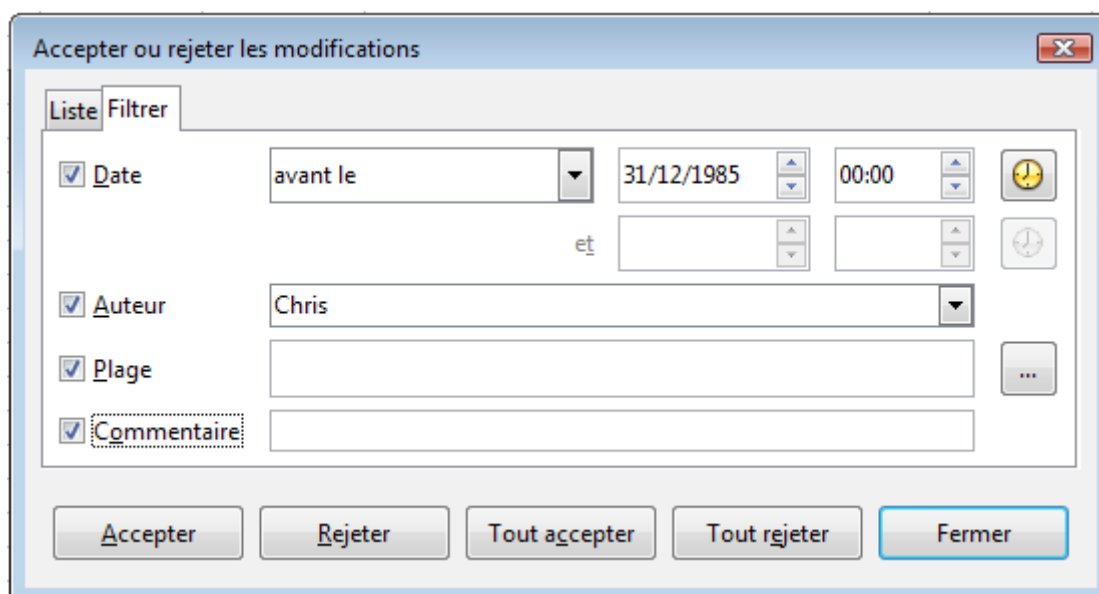 Accepter ou rejeter les modifications
Liste Filtrer
Date avant le 31/12/1985 00:00
et
Auteur Chris
Plage ...
Commentaire
Accepter Rejeter Tout accepter Tout rejeter Fermer